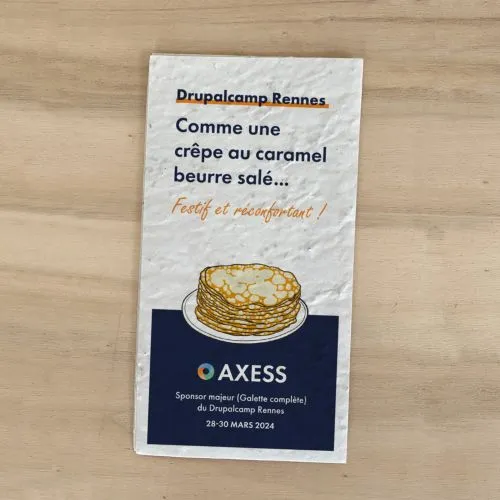 Drupalcamp Rennes
Comme une
crêpe au caramel
beurre salé...
Festif et réconfortant !
AXESS
Sponsor majeur (Galette complète)
du Drupalcamp Rennes
28-30 MARS 2024